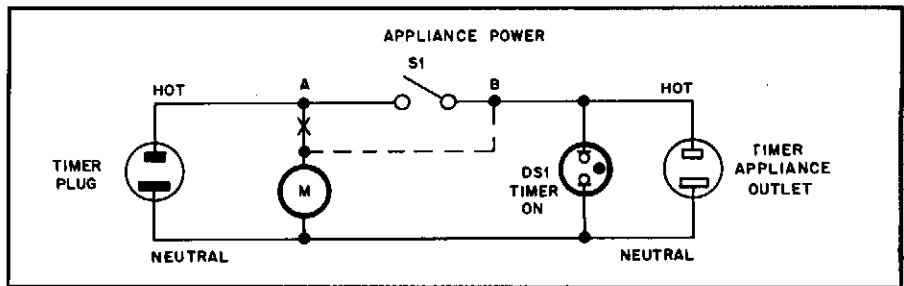 APPLIANCE POWER
S1
A
B
HOT
HOT
TIMER
PLUG
M
DS1
TIMER
ON
TIMER
APPLIANCE
OUTLET
NEUTRAL
NEUTRAL